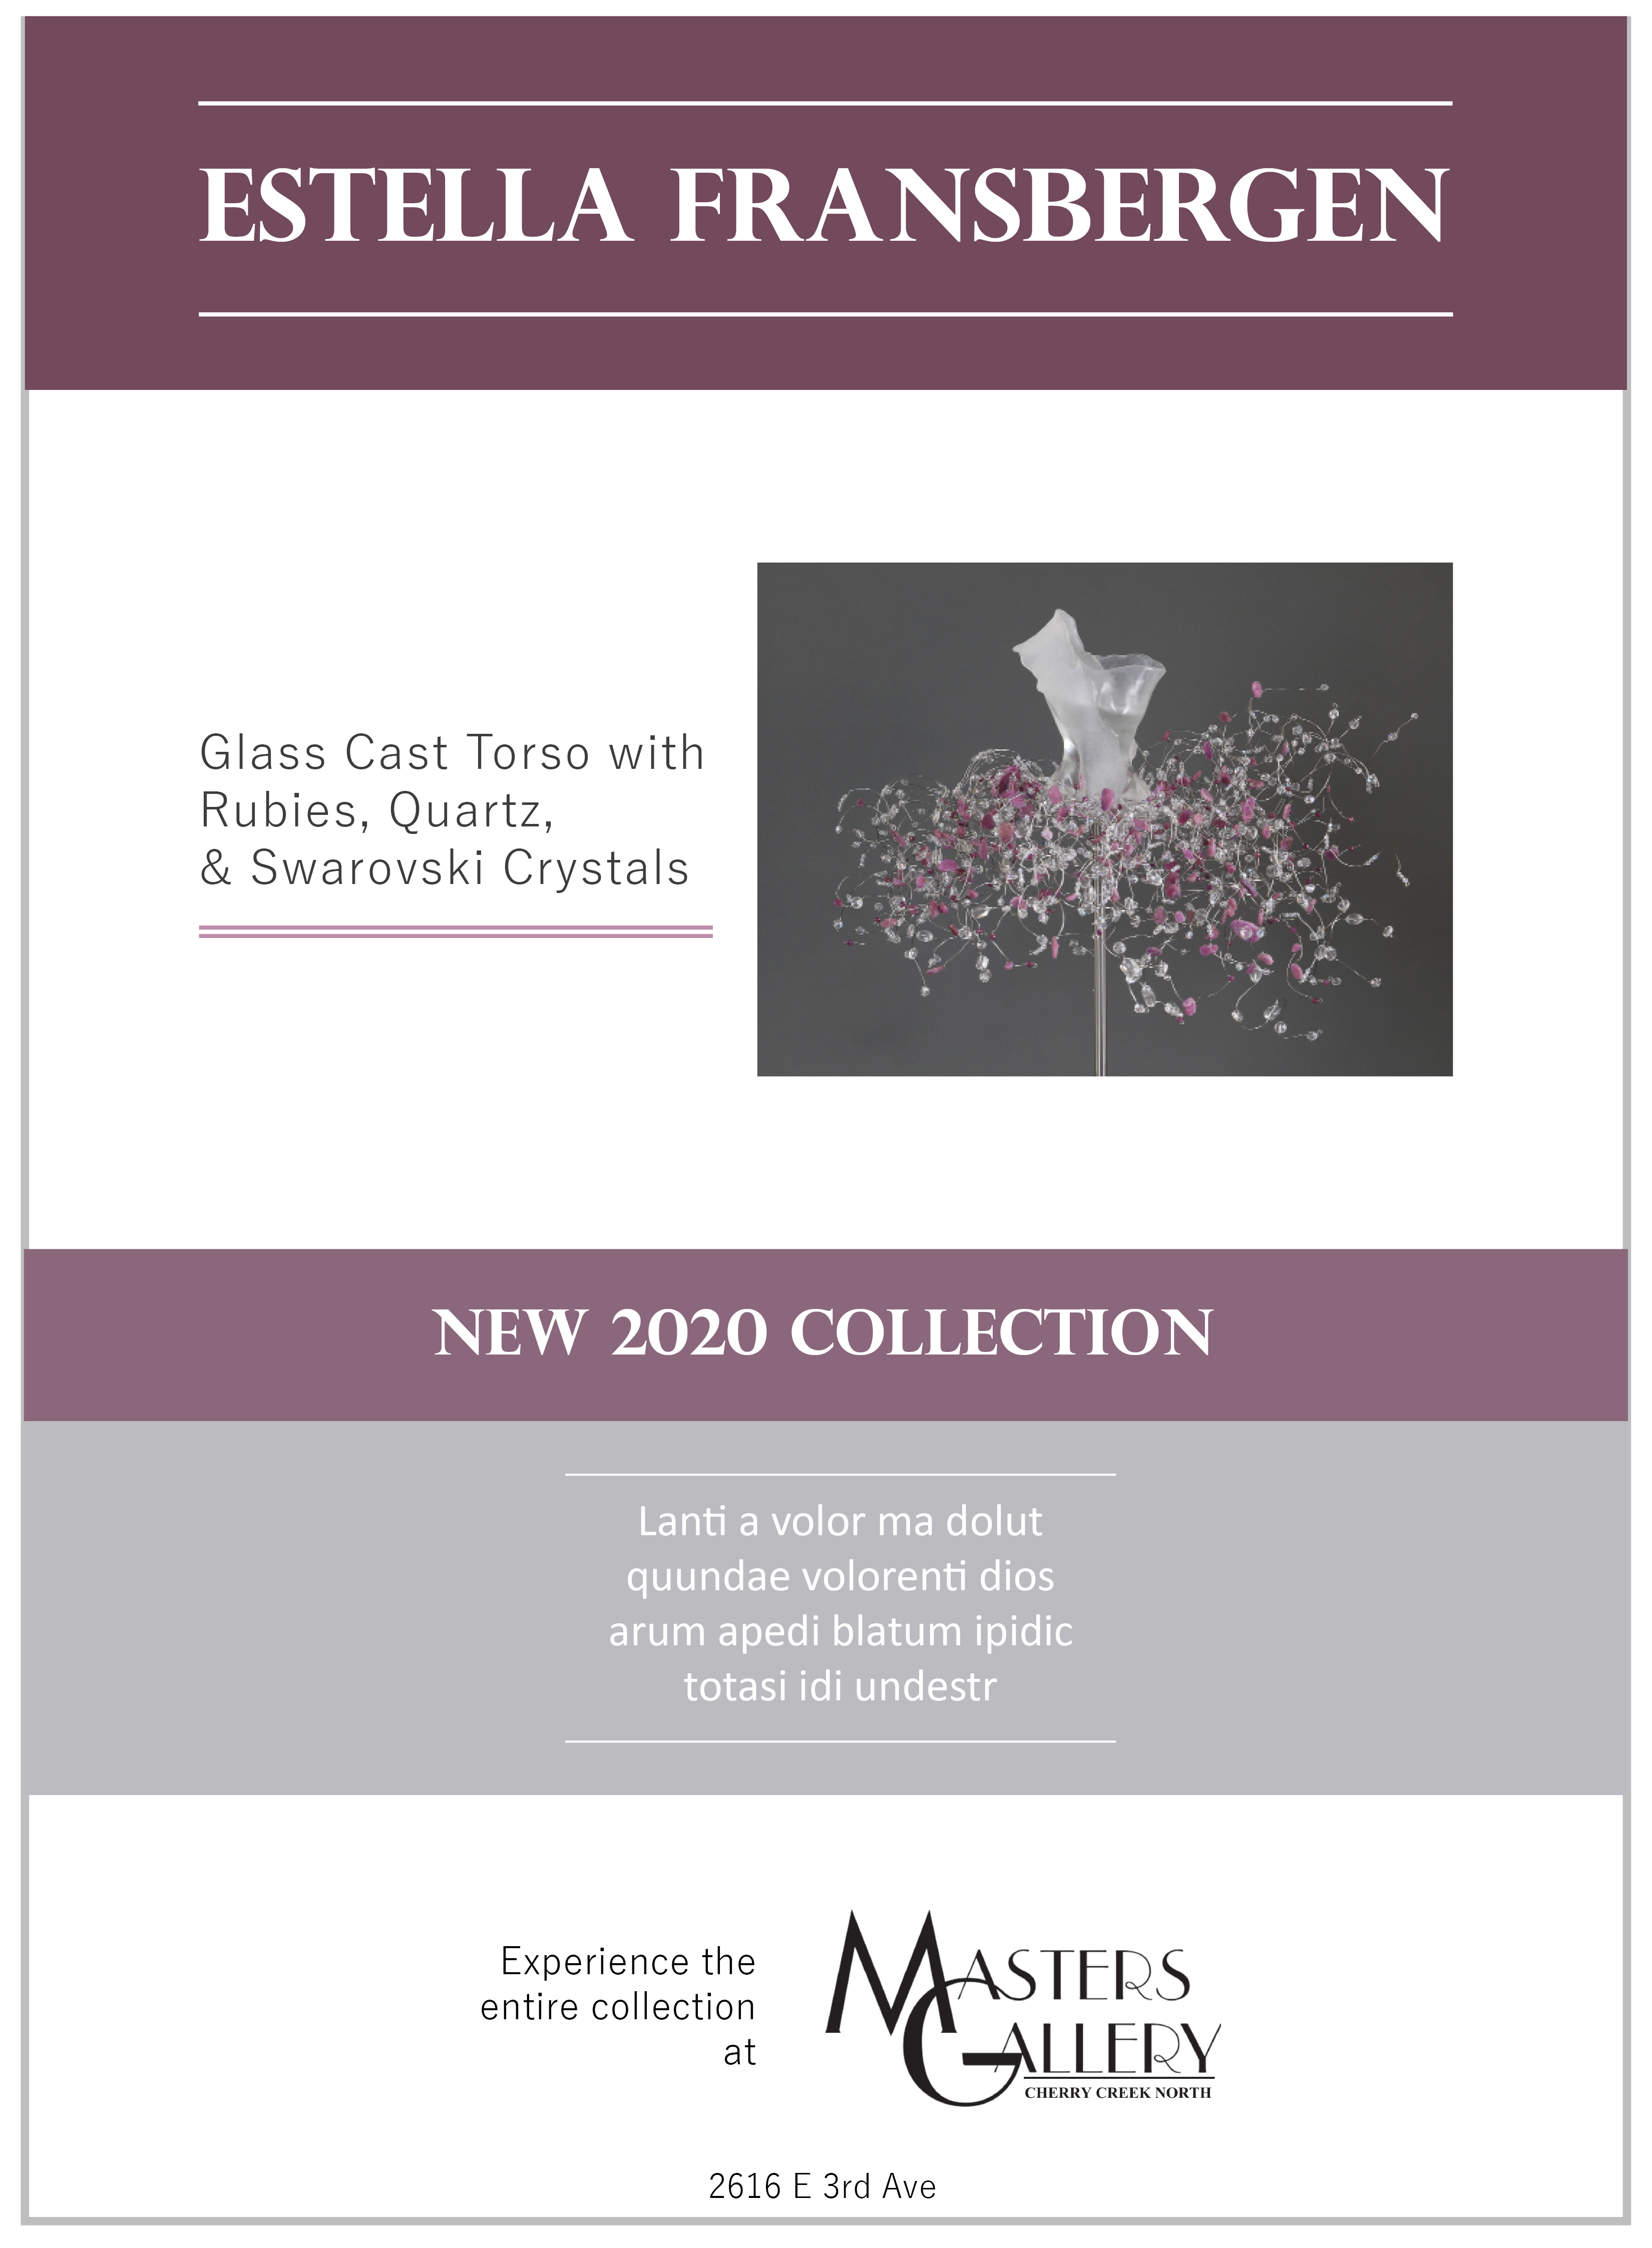 ESTELLA FRANSBERGEN
Glass Cast Torso with
Rubies, Quartz,
& Swarovski Crystals
NEW 2020 COLLECTION
Lanti a volor ma dolut
quundae volorenti dios
arum apedi blatum ipidic
totasi idi undestr
Experience the
entire collection
at
MASTERS
GALLERY
CHERRY CREEK NORTH
2616 E 3rd Ave